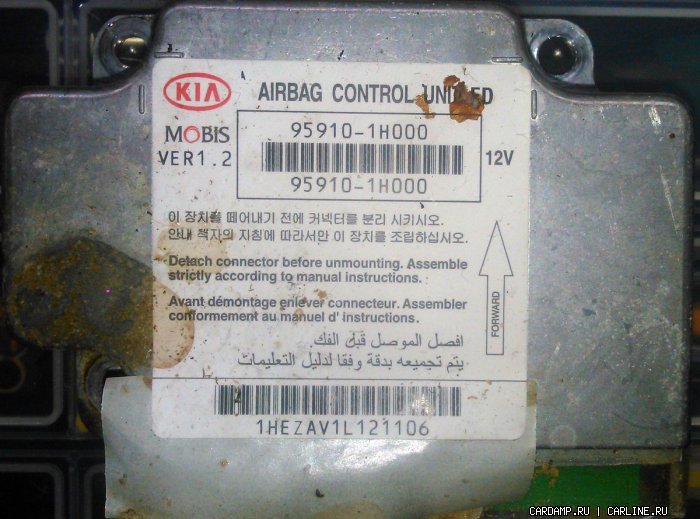 KIA
AIRBAG CONTROL
MOBIS
VER1.2
95910-1H000
95910-1H000
12V
이 장치를 떼어내기 전에 커넥터를 분리 시키시오.
안내 책자의 지침에 따라서만 이 장치를 조립하십시오.
Detach connector before unmounting. Assemble
strictly according to manual instructions.
Avant démontage enlever connecteur. Assembler
conformement au manuel d' instructions.
افصل الموصل قبل الفك.
يتم تجميعه بدقة وفقا لدليل التعليمات
FORWARD
1HEZAV1L121106
CARDAMP.RU | CARLINE.RU